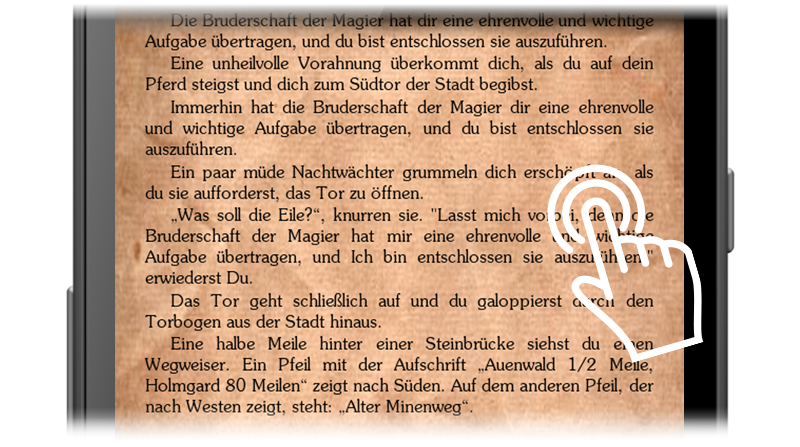 Die Bruderschaft der Magier hat dir eine ehrenvolle und wichtige
Aufgabe übertragen, und du bist entschlossen sie auszuführen.
Eine unheilvolle Vorahnung überkommt dich, als du auf dein
Pferd steigst und dich zum Südtor der Stadt begibst.
Immerhin hat die Bruderschaft der Magier dir eine ehrenvolle
und wichtige Aufgabe übertragen, und du bist entschlossen sie
auszuführen.
Ein paar müde Nachtwächter grummeln dich erschöpft an, als
du sie aufforderst, das Tor zu öffnen.
„Was soll die Eile?“, knurren sie. "Lasst mich vorbei, denn die
Bruderschaft der Magier hat mir eine ehrenvolle und wichtige
Aufgabe übertragen, und Ich bin entschlossen sie auszuführen!"
erwiederst Du.
Das Tor geht schließlich auf und du galoppierst durch den
Torbogen aus der Stadt hinaus.
Eine halbe Meile hinter einer Steinbrücke siehst du einen
Wegweiser. Ein Pfeil mit der Aufschrift „Auenwald 1/2 Meile,
Holmgard 80 Meilen“ zeigt nach Süden. Auf dem anderen Pfeil, der
nach Westen zeigt, steht: „Alter Minenweg“.